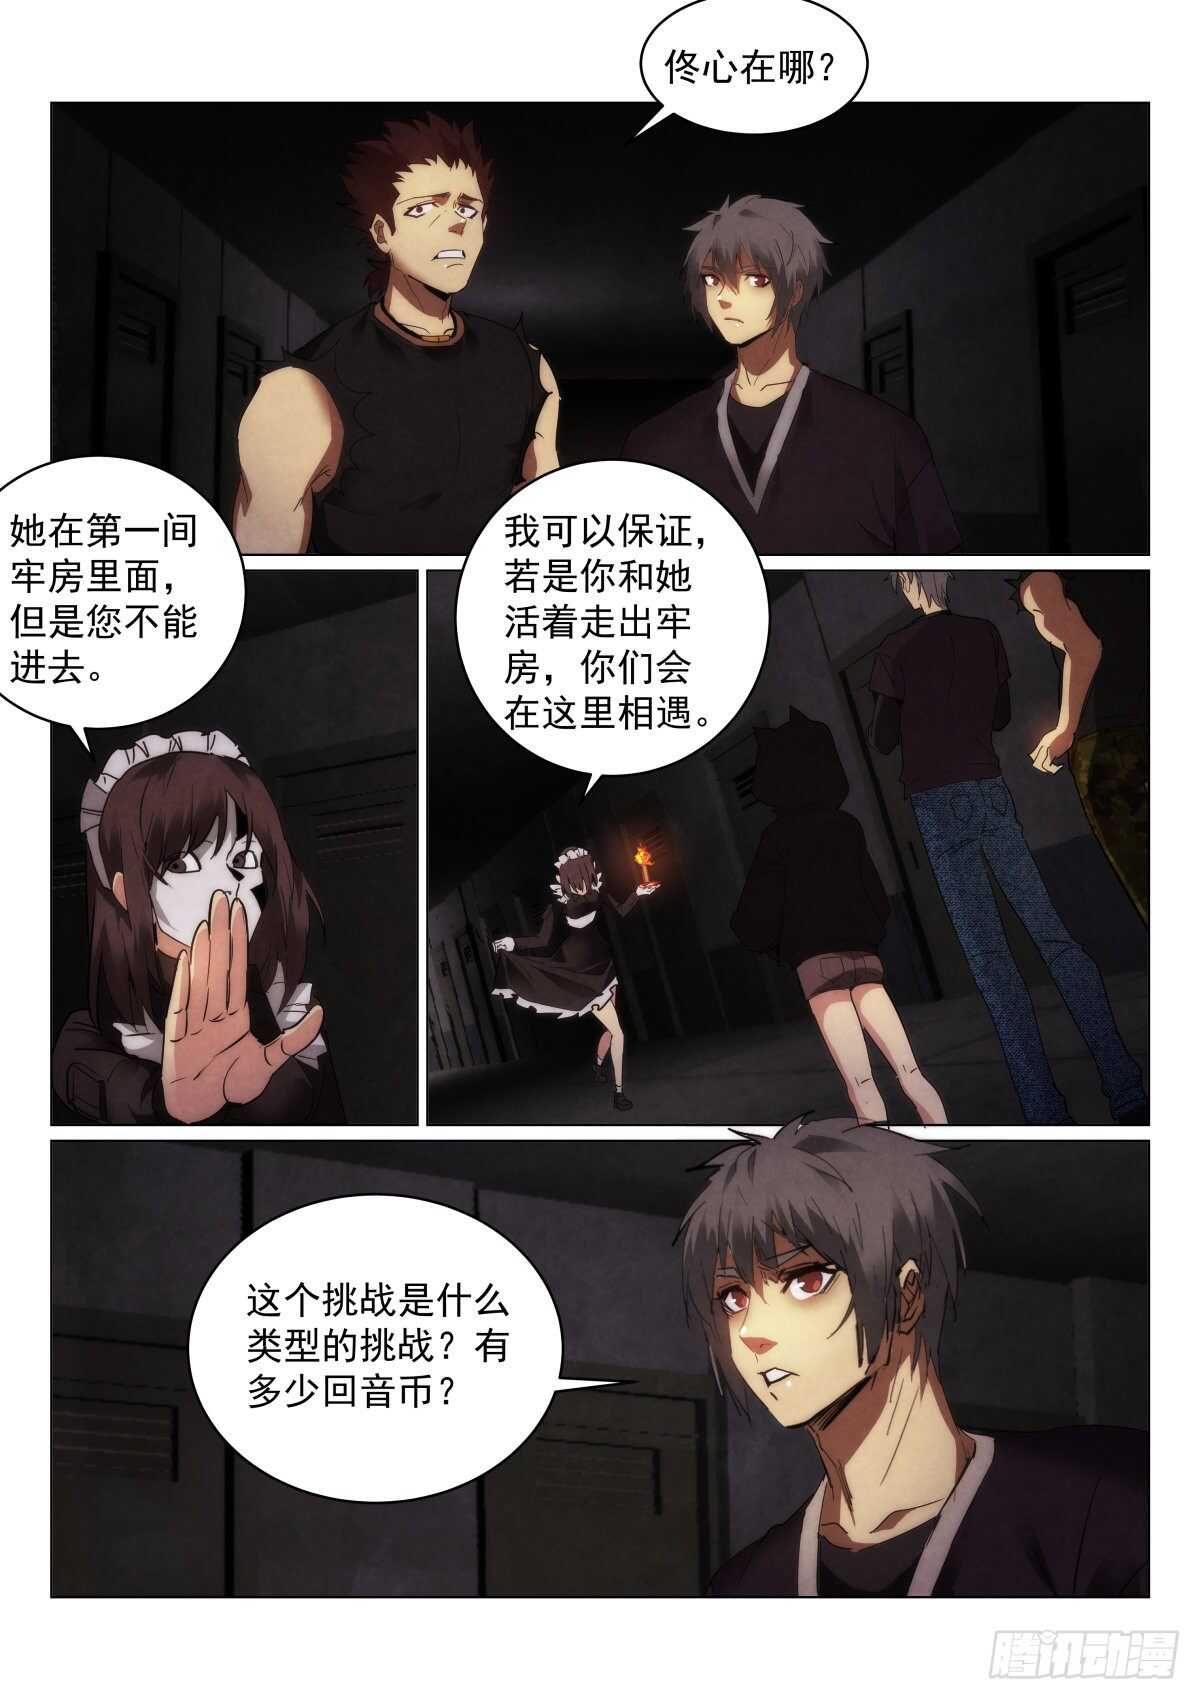 佟心在哪？
她在第一间
牢房里面，
但是您不能
进去。
我可以保证，
若是你和她
活着走出牢
房，你们会
在这里相遇。
这个挑战是什么
类型的挑战？有
多少回音币？
腾讯动漫